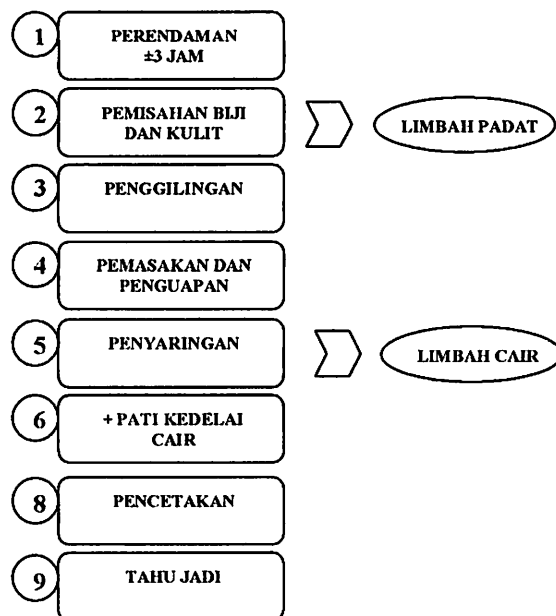 1
PERENDAMAN
±3 JAM
2
PEMISAHAN BIJI
DAN KULIT
LIMBAH PADAT
3
PENGGILINGAN
4
PEMASAKAN DAN
PENGUAPAN
5
PENYARINGAN
LIMBAH CAIR
6
+ PATI KEDELAI
CAIR
8
PENCETAKAN
9
TAHU JADI